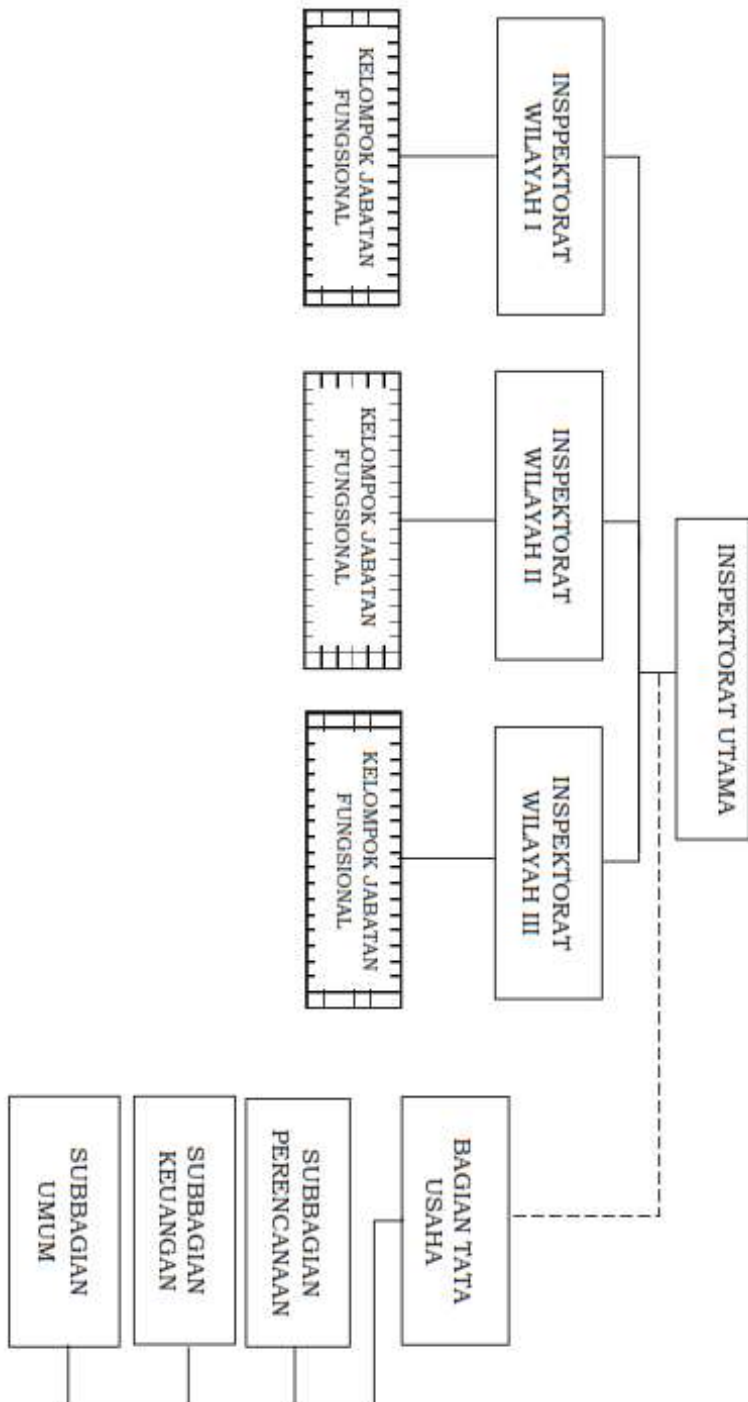 INSPEKTORAT UTAMA
INSPPEKTORAT
WILAYAH I
INSPEKTORAT
WILAYAH II
INSPEKTORAT
WILAYAH III
BAGIAN TATA
USAHA
KELOMPOK JABATAN
FUNGSIONAL
KELOMPOK JABATAN
FUNGSIONAL
KELOMPOK JABATAN
FUNGSIONAL
SUBBAGIAN
PERENCANAAN
SUBBAGIAN
KEUANGAN
SUBBAGIAN
UMUM